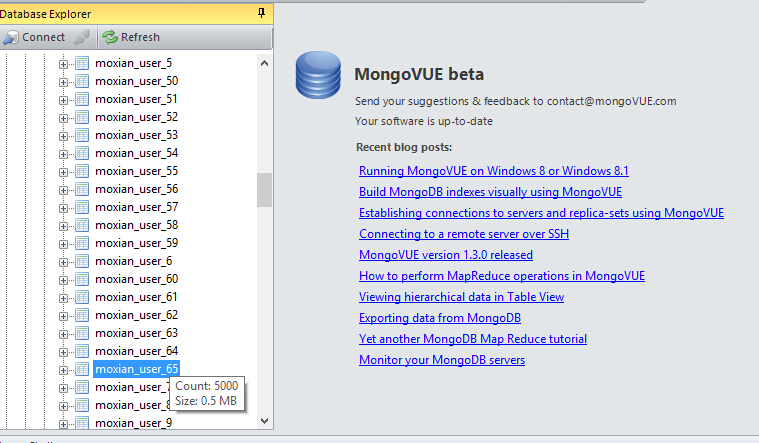 Database Explorer
Connect
Refresh
moxian_user_5
moxian_user_50
moxian_user_51
moxian_user_52
moxian_user_53
moxian_user_54
moxian_user_55
moxian_user_56
moxian_user_57
moxian_user_58
moxian_user_59
moxian_user_6
moxian_user_60
moxian_user_61
moxian_user_62
moxian_user_63
moxian_user_64
moxian_user_65
moxian_user_
moxian_user_
moxian_user_9
Count: 5000
Size: 0.5 MB
MongoVUE beta
Send your suggestions & feedback to contact@mongoVUE.com
Your software is up-to-date
Recent blog posts:
Running MongoVUE on Windows 8 or Windows 8.1
Build MongoDB indexes visually using MongoVUE
Establishing connections to servers and replica-sets using MongoVUE
Connecting to a remote server over SSH
MongoVUE version 1.3.0 released
How to perform MapReduce operations in MongoVUE
Viewing hierarchical data in Table View
Exporting data from MongoDB
Yet another MongoDB Map Reduce tutorial
Monitor your MongoDB servers